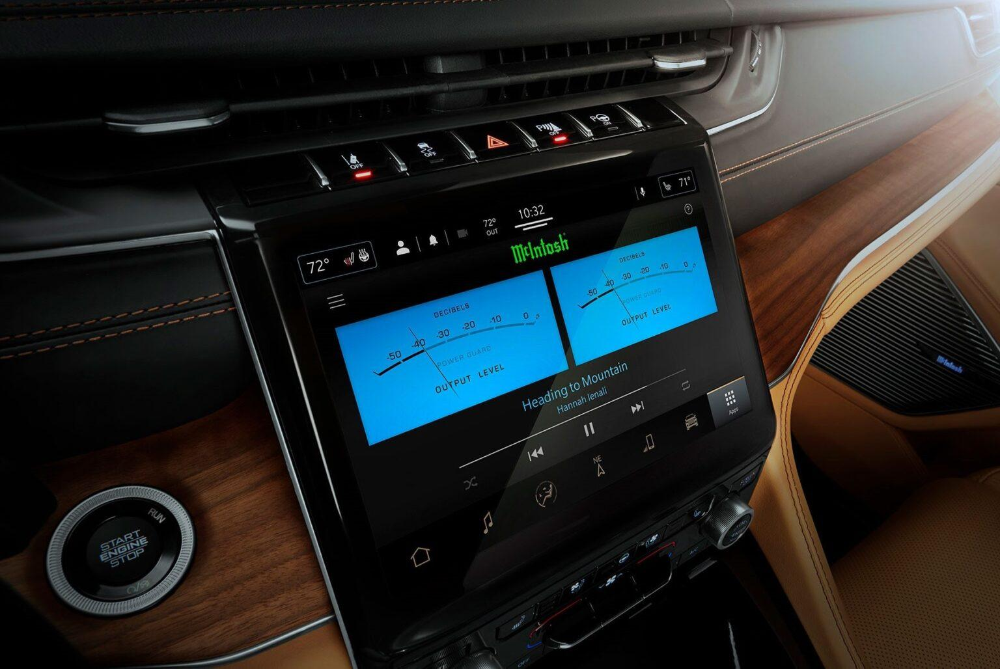 OFF
OFF
P OFF
P ON
72°
72°
OUT
10:32
71°
?
McIntosh®
DECIBELS
-50 -40 -30 -20 -10 0
POWER GUARD
OUTPUT LEVEL
DECIBELS
-50 -40 -30 -20 -10 0
POWER GUARD
OUTPUT LEVEL
Heading to Mountain
Hannah Ienali
NE
Apps
McIntosh
RUN
START
ENGINE
STOP
A/C
OFF